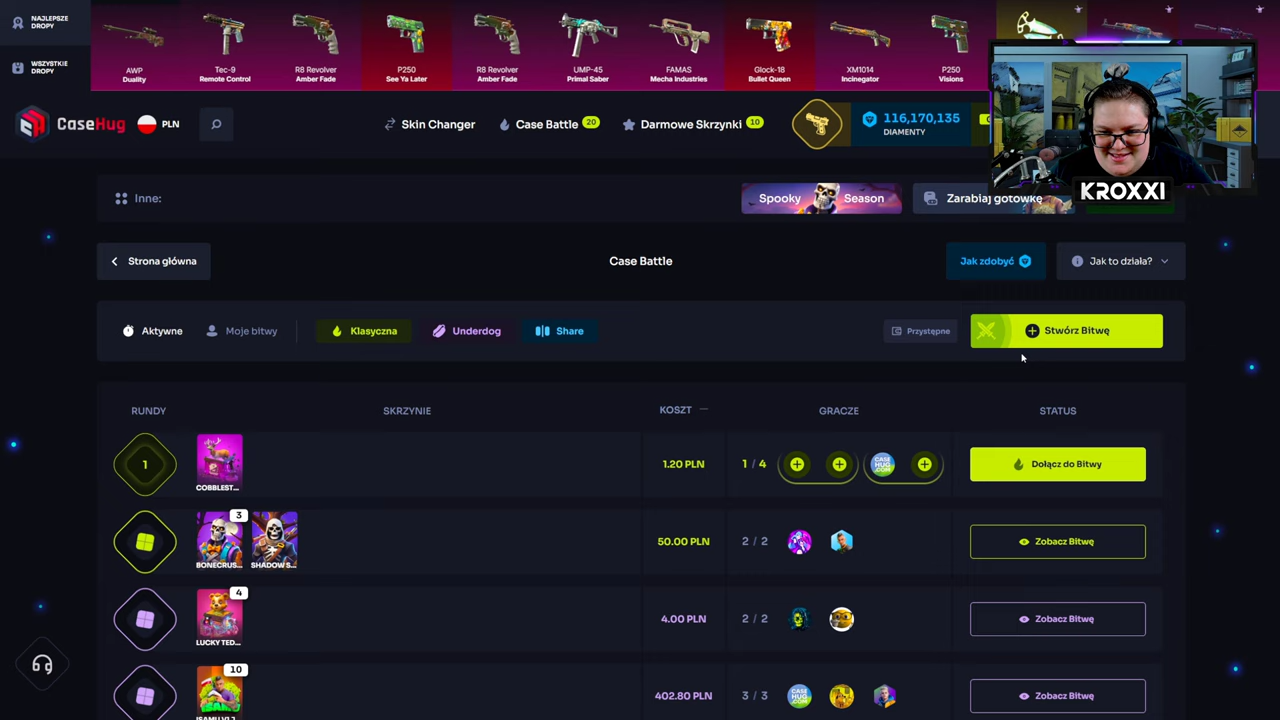 NAJLEPSZE
DROPY
WSZYSTKIE
DROPY
AWP
Duality
Tec-9
Remote Control
R8 Revolver
Amber Fade
P250
See Ya Later
R8 Revolver
Amber Fade
UMP-45
Primal Saber
FAMAS
Mecha Industries
Glock-18
Bullet Queen
XM1014
Incinegator
P250
Visions
CaseHug
PLN
Skin Changer
Case Battle 20
Darmowe Skrzynki 10
116,170,135
DIAMENTY
KROXXI
Inne:
Spooky Season
Zarabiaj gotówkę
Strona główna
Case Battle
Jak zdobyć
Jak to działa?
Aktywne
Moje bitwy
Klasyczna
Underdog
Share
Przystępne
Stwórz Bitwę
RUNDY
SKRZYNIE
KOSZT
GRACZE
STATUS
1
COBBLEST...
1.20 PLN
1 / 4
CASE
HUG
.COM
Dołącz do Bitwy
3
BONECRUS...
SHADOW S...
50.00 PLN
2 / 2
Zobacz Bitwę
4
LUCKY TED...
4.00 PLN
2 / 2
Zobacz Bitwę
10
402.80 PLN
3 / 3
CASE
HUG
.COM
Zobacz Bitwę